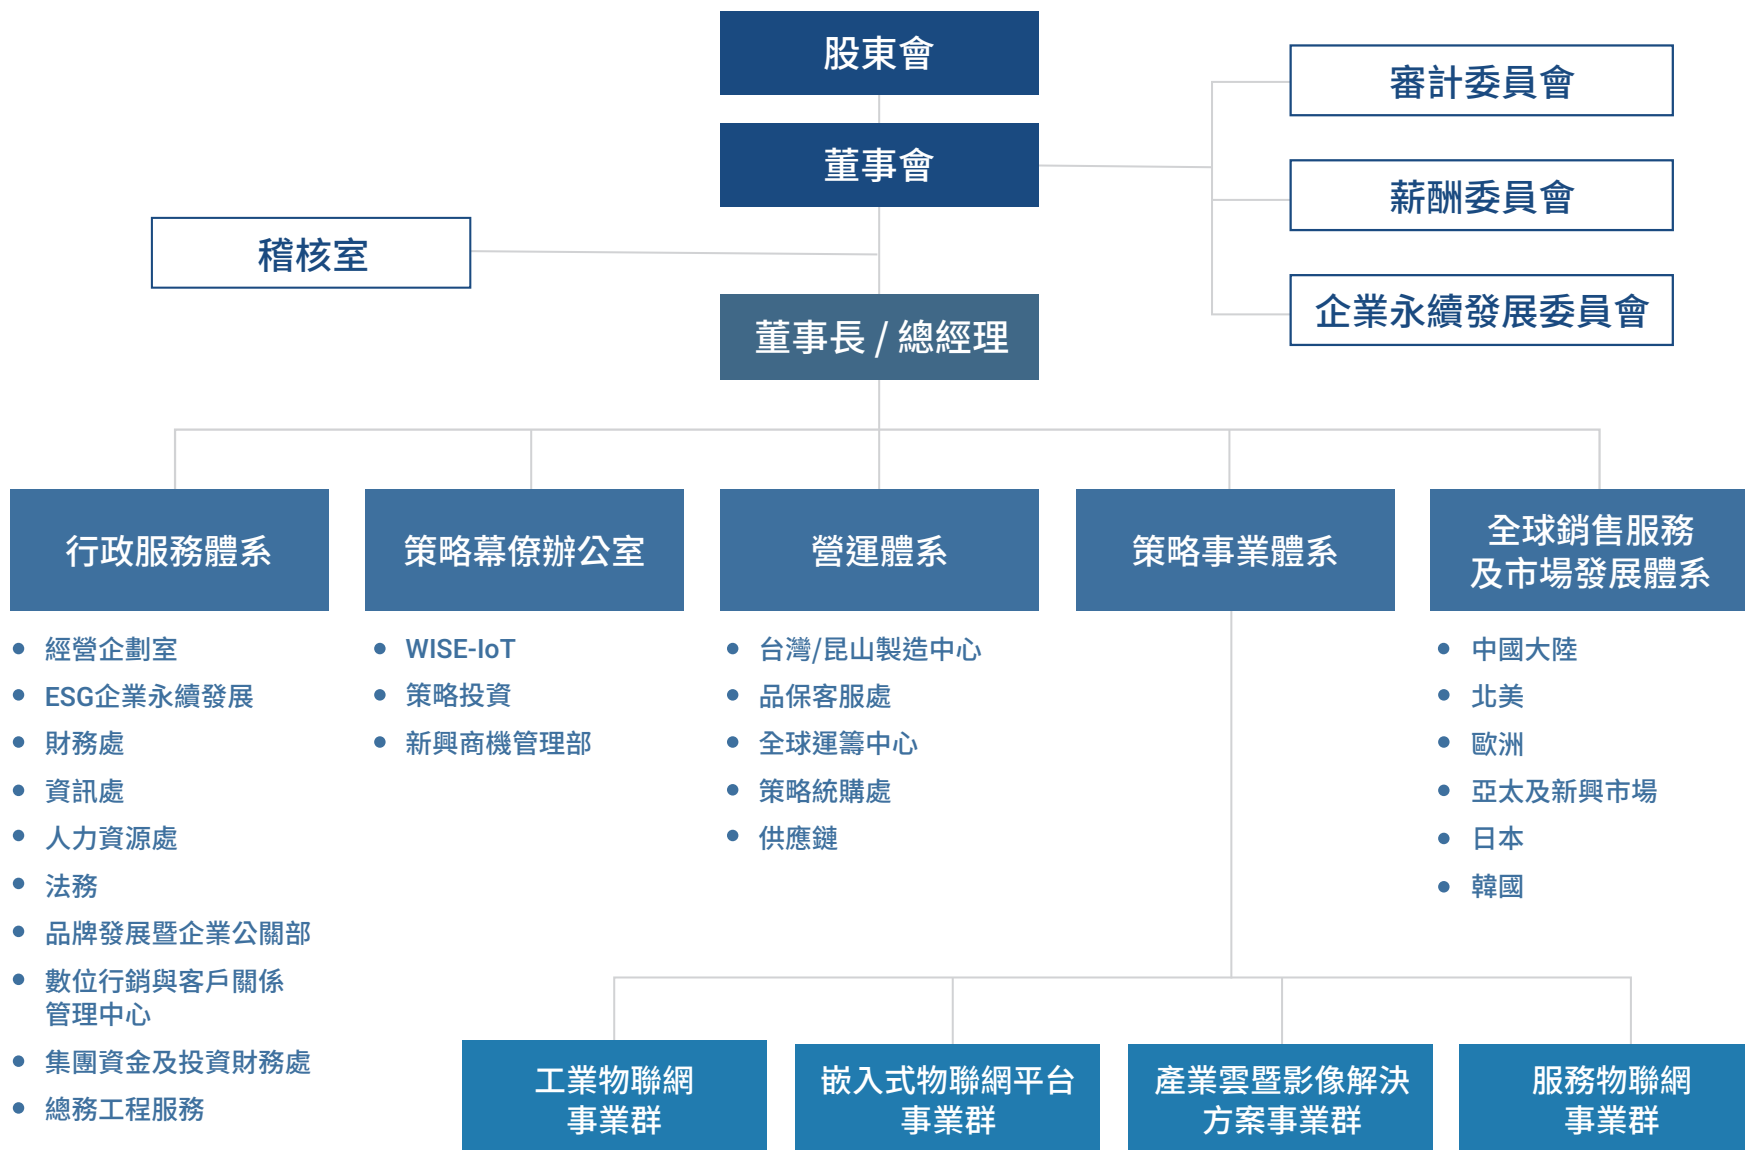 股東會
董事會
審計委員會
薪酬委員會
企業永續發展委員會
稽核室
董事長 / 總經理
行政服務體系
經營企劃室
ESG企業永續發展
財務處
資訊處
人力資源處
法務
品牌發展暨企業公關部
數位行銷與客戶關係
管理中心
集團資金及投資財務處
總務工程服務
策略幕僚辦公室
WISE-IoT
策略投資
新興商機管理部
營運體系
台灣/昆山製造中心
品保客服處
全球運籌中心
策略統購處
供應鏈
策略事業體系
全球銷售服務
及市場發展體系
中國大陸
北美
歐洲
亞太及新興市場
日本
韓國
工業物聯網
事業群
嵌入式物聯網平台
事業群
產業雲暨影像解決
方案事業群
服務物聯網
事業群